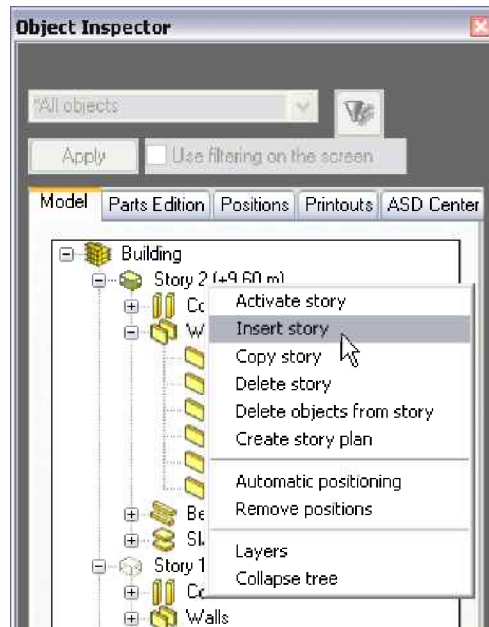 Object Inspector
*All objects
Apply Use filtering on the screen
Model Parts Edition Positions Printouts ASD Center
Building
Story 2 (+9.60 m)
Activate story
Insert story
Copy story
Delete story
Delete objects from story
Create story plan
Automatic positioning
Remove positions
Layers
Story 1
Collapse tree
Walls